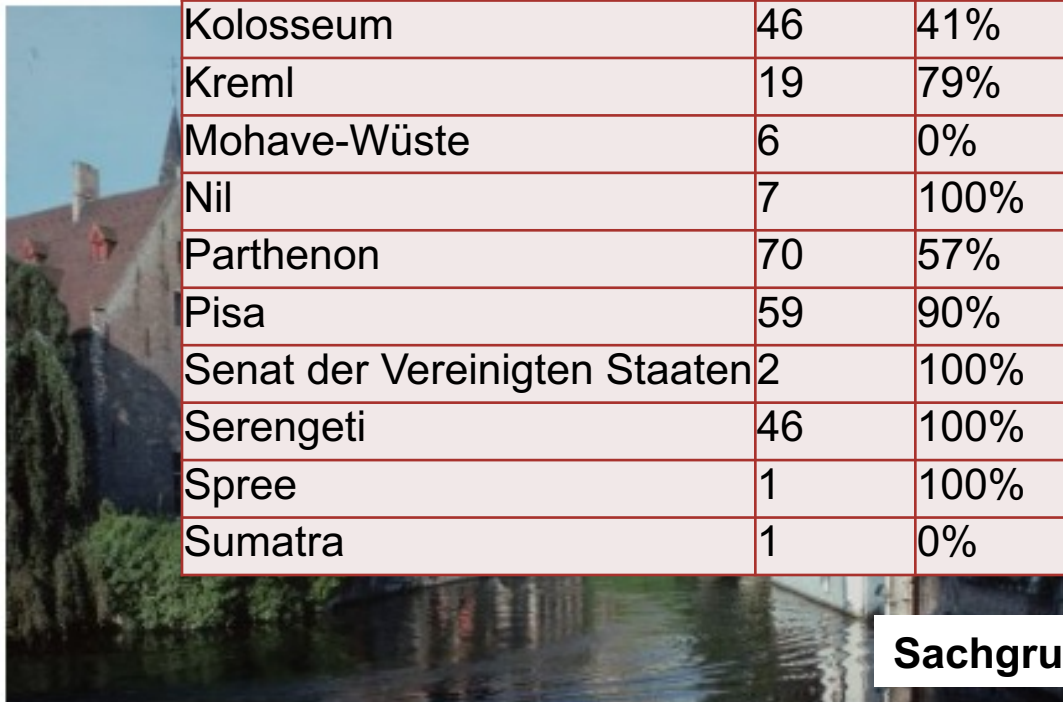 Kolosseum 46 41%
Kreml 19 79%
Mohave-Wüste 6 0%
Nil 7 100%
Parthenon 70 57%
Pisa 59 90%
Senat der Vereinigten Staaten 2 100%
Serengeti 46 100%
Spree 1 100%
Sumatra 1 0%
Sachgru